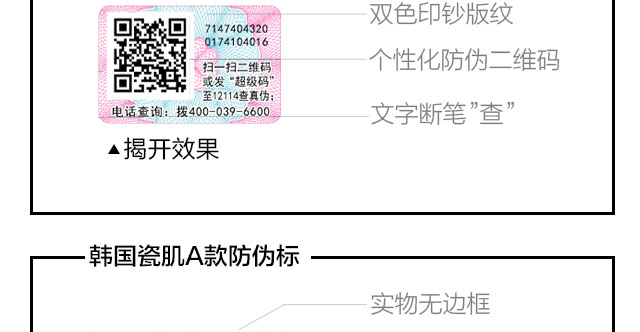 双色印钞版纹
7147404320
0174104016
个性化防伪二维码
扫一扫二维码
或发“超级码”
至12114查真伪;
电话查询: 拨400-039-6600
文字断笔”查”
▲揭开效果
韩国瓷肌A款防伪标
实物无边框